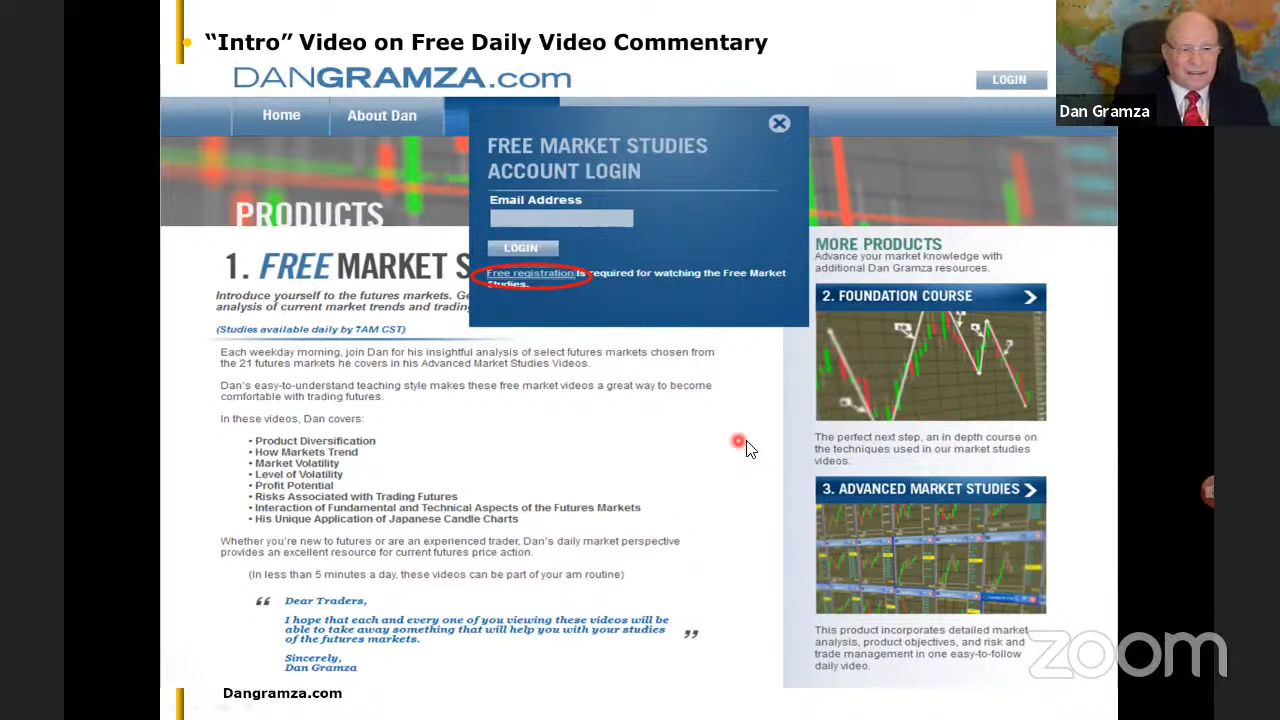 “Intro” Video on Free Daily Video Commentary
DANGRAMZA.com
LOGIN
Dan Gramza
Home
About Dan
FREE MARKET STUDIES
ACCOUNT LOGIN
Email Address
LOGIN
Free registration is required for watching the Free Market
Studies.
PRODUCTS
1. FREE MARKET S
Introduce yourself to the futures markets. Ge
analysis of current market trends and trading
(Studies available daily by 7AM CST)
Each weekday morning, join Dan for his insightful analysis of select futures markets chosen from
the 21 futures markets he covers in his Advanced Market Studies Videos.
Dan's easy-to-understand teaching style makes these free market videos a great way to become
comfortable with trading futures.
In these videos, Dan covers:
• Product Diversification
• How Markets Trend
• Market Volatility
• Level of Volatility
• Profit Potential
• Risks Associated with Trading Futures
• Interaction of Fundamental and Technical Aspects of the Futures Markets
• His Unique Application of Japanese Candle Charts
Whether you're new to futures or are an experienced trader, Dan's daily market perspective
provides an excellent resource for current futures price action.
(In less than 5 minutes a day, these videos can be part of your am routine)
“ Dear Traders,
I hope that each and every one of you viewing these videos will be
able to take away something that will help you with your studies
of the futures markets. ”
Sincerely,
Dan Gramza
MORE PRODUCTS
Advance your market knowledge with
additional Dan Gramza resources.
2. FOUNDATION COURSE
The perfect next step, an in depth course on
the techniques used in our market studies
videos.
3. ADVANCED MARKET STUDIES
This product incorporates detailed market
analysis, product objectives, and risk and
trade management in one easy-to-follow
daily video.
zoom
Dangramza.com